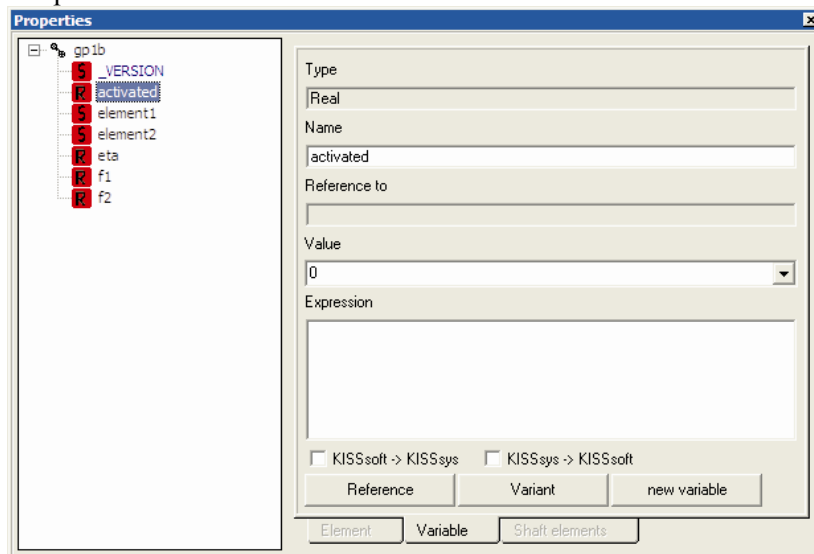 Properties
gp1b
S _VERSION
R activated
S element1
S element2
R eta
R f1
R f2
Type
Real
Name
activated
Reference to
Value
0
Expression
KISSsoft -> KISSsys KISSsys -> KISSsoft
Reference Variant new variable
Element Variable Shaft elements